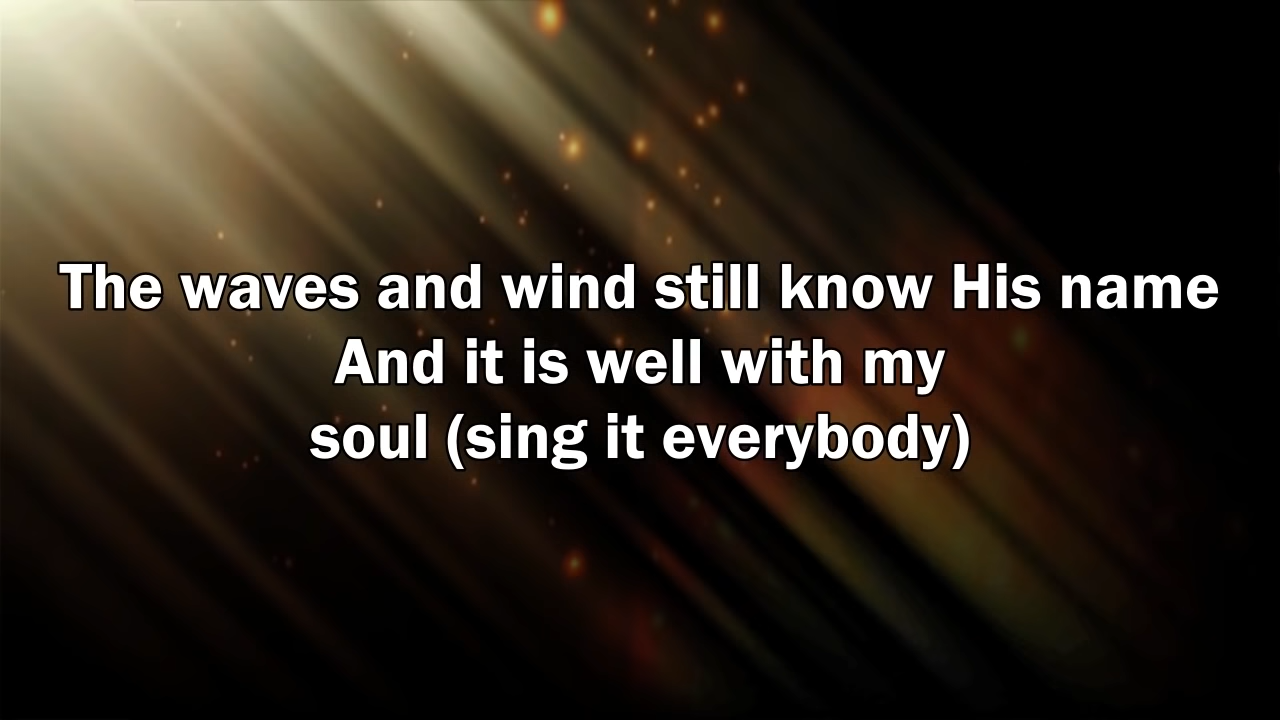 The waves and wind still know His name
And it is well with my
soul (sing it everybody)